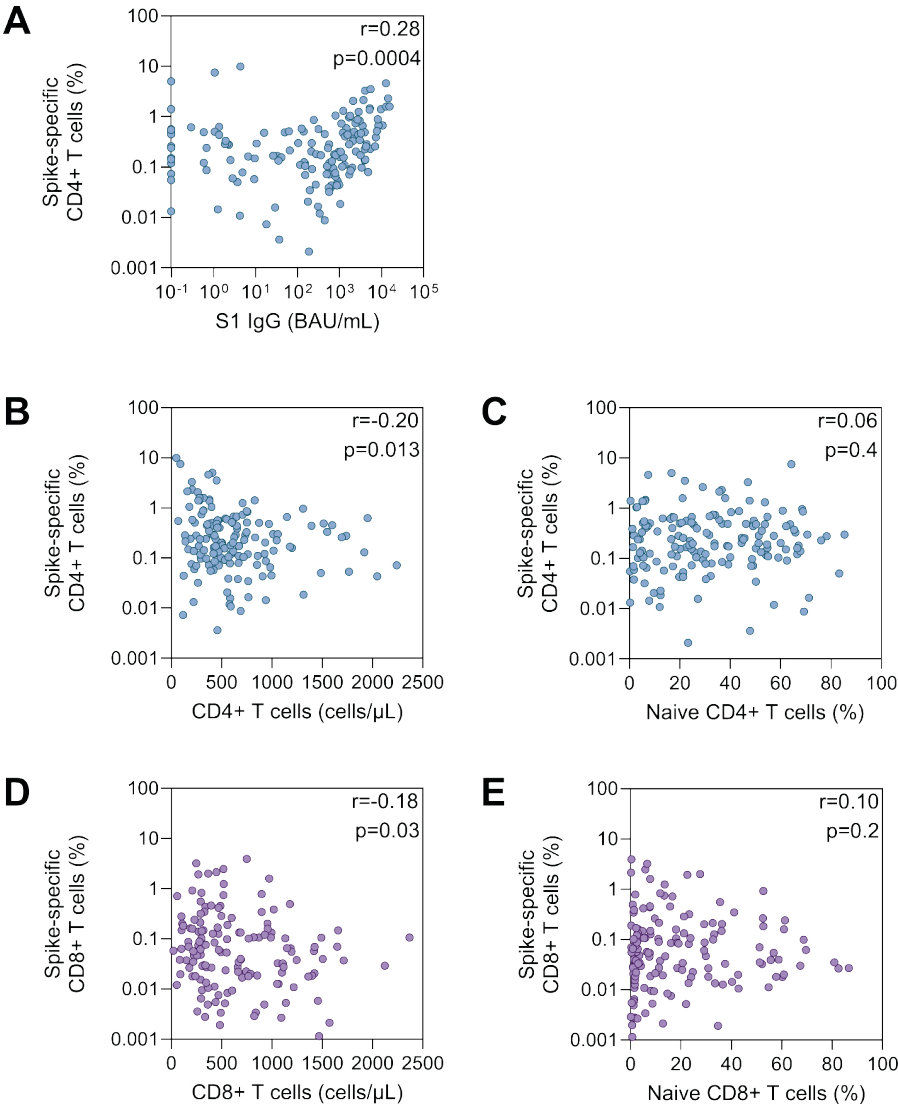 A
100
10
1
0.1
0.01
0.001
Spike-specific
CD4+ T cells (%)
r=0.28
p=0.0004
10-1 100 101 102 103 104 105
S1 IgG (BAU/mL)
B
100
10
1
0.1
0.01
0.001
Spike-specific
CD4+ T cells (%)
r=-0.20
p=0.013
0 500 1000 1500 2000 2500
CD4+ T cells (cells/µL)
C
100
10
1
0.1
0.01
0.001
Spike-specific
CD4+ T cells (%)
r=0.06
p=0.4
0 20 40 60 80 100
Naive CD4+ T cells (%)
D
100
10
1
0.1
0.01
0.001
Spike-specific
CD8+ T cells (%)
r=-0.18
p=0.03
0 500 1000 1500 2000 2500
CD8+ T cells (cells/µL)
E
100
10
1
0.1
0.01
0.001
Spike-specific
CD8+ T cells (%)
r=0.10
p=0.2
0 20 40 60 80 100
Naive CD8+ T cells (%)